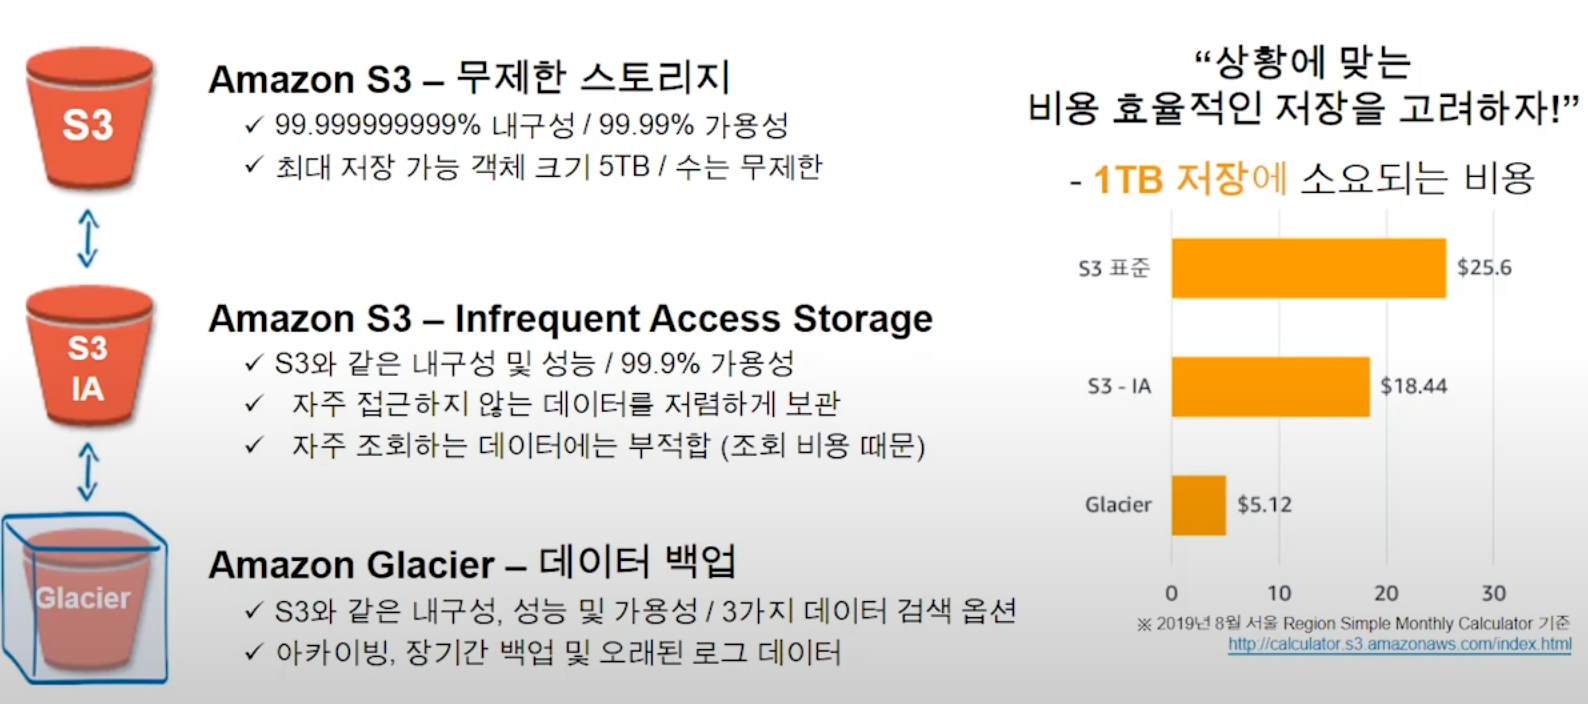 S3
Amazon S3 – 무제한 스토리지
✓ 99.999999999% 내구성 / 99.99% 가용성
✓ 최대 저장 가능 객체 크기 5TB / 수는 무제한
S3
IA
Amazon S3 – Infrequent Access Storage
✓ S3와 같은 내구성 및 성능 / 99.9% 가용성
✓ 자주 접근하지 않는 데이터를 저렴하게 보관
✓ 자주 조회하는 데이터에는 부적합 (조회 비용 때문)
Glacier
Amazon Glacier – 데이터 백업
✓ S3와 같은 내구성, 성능 및 가용성 / 3가지 데이터 검색 옵션
✓ 아카이빙, 장기간 백업 및 오래된 로그 데이터
“상황에 맞는
비용 효율적인 저장을 고려하자!”
- 1TB 저장에 소요되는 비용
S3 표준 $25.6
S3 - IA $18.44
Glacier $5.12
0 10 20 30
※ 2019년 8월 서울 Region Simple Monthly Calculator 기준
http://calculator.s3.amazonaws.com/index.html